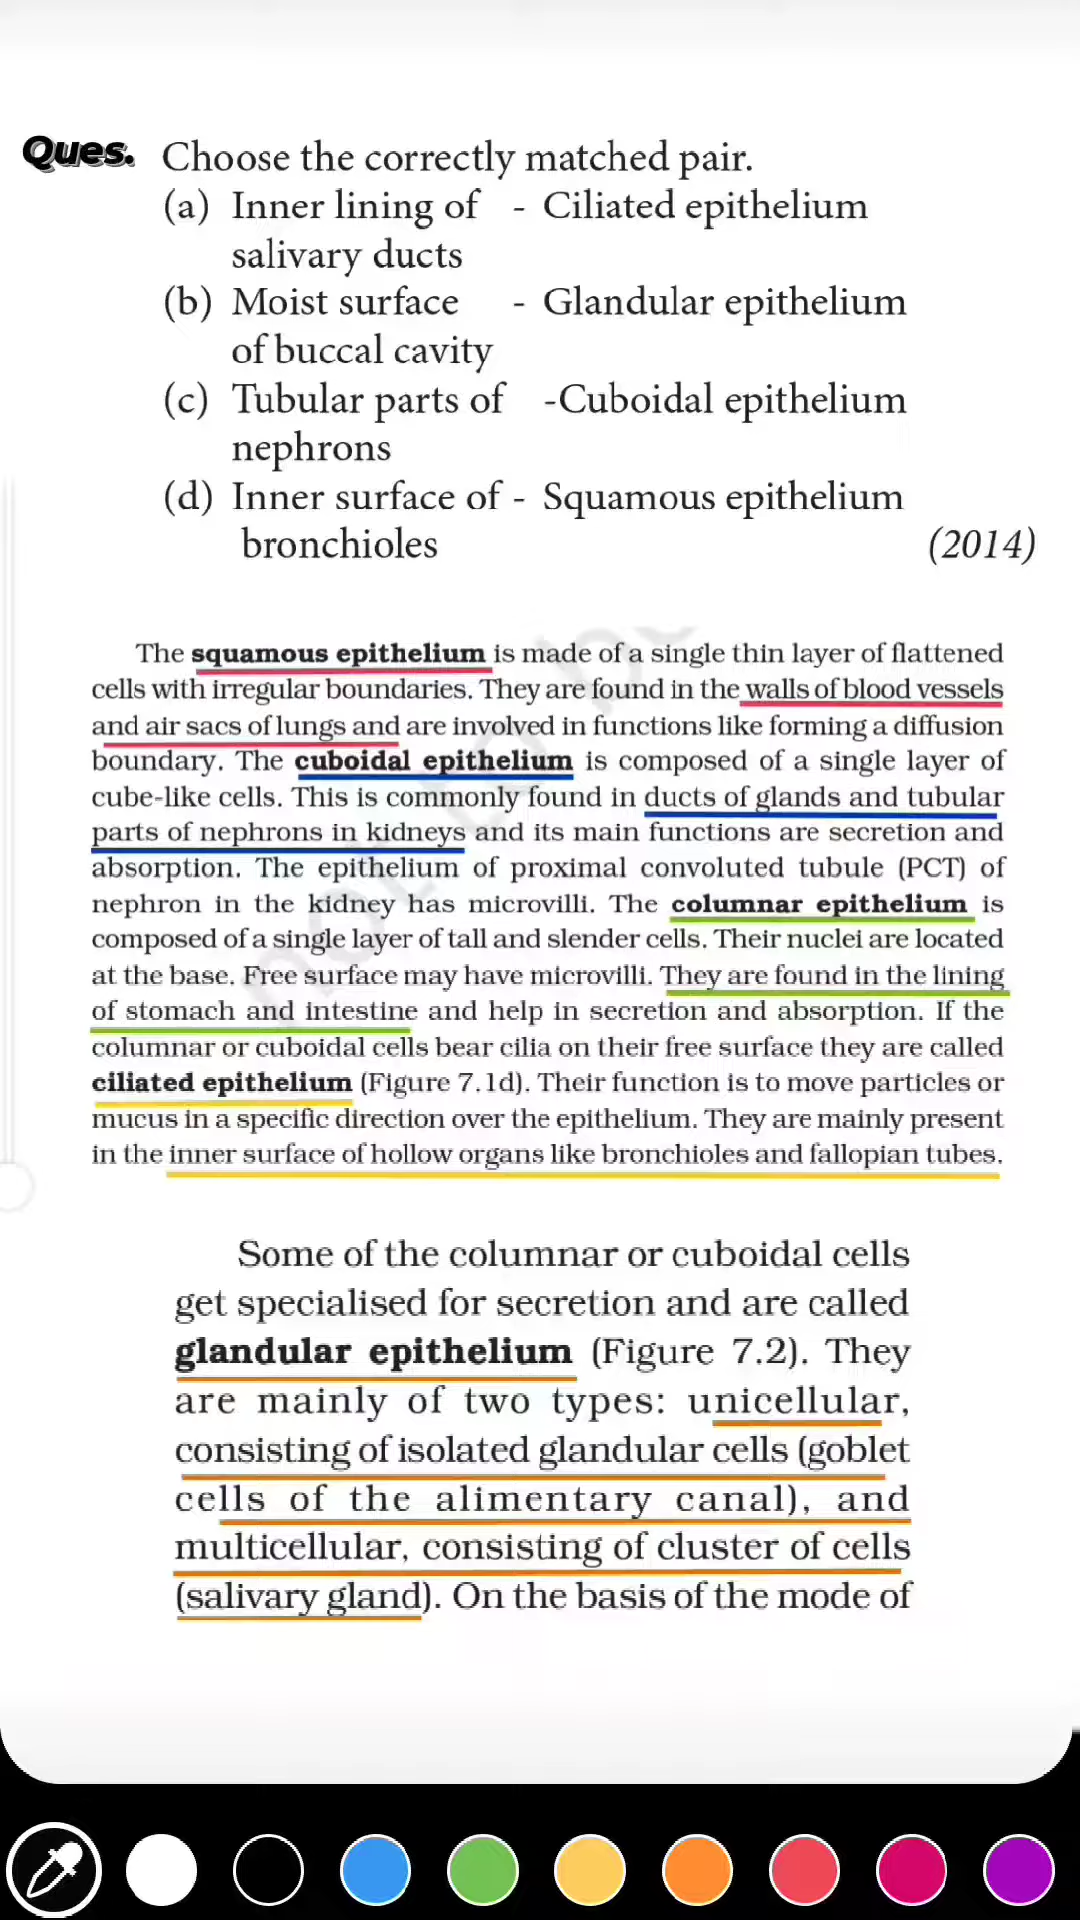 Ques. Choose the correctly matched pair.
(a) Inner lining of - Ciliated epithelium
salivary ducts
(b) Moist surface - Glandular epithelium
of buccal cavity
(c) Tubular parts of -Cuboidal epithelium
nephrons
(d) Inner surface of - Squamous epithelium
bronchioles (2014)
The squamous epithelium is made of a single thin layer of flattened
cells with irregular boundaries. They are found in the walls of blood vessels
and air sacs of lungs and are involved in functions like forming a diffusion
boundary. The cuboidal epithelium is composed of a single layer of
cube-like cells. This is commonly found in ducts of glands and tubular
parts of nephrons in kidneys and its main functions are secretion and
absorption. The epithelium of proximal convoluted tubule (PCT) of
nephron in the kidney has microvilli. The columnar epithelium is
composed of a single layer of tall and slender cells. Their nuclei are located
at the base. Free surface may have microvilli. They are found in the lining
of stomach and intestine and help in secretion and absorption. If the
columnar or cuboidal cells bear cilia on their free surface they are called
ciliated epithelium (Figure 7.1d). Their function is to move particles or
mucus in a specific direction over the epithelium. They are mainly present
in the inner surface of hollow organs like bronchioles and fallopian tubes.
Some of the columnar or cuboidal cells
get specialised for secretion and are called
glandular epithelium (Figure 7.2). They
are mainly of two types: unicellular,
consisting of isolated glandular cells (goblet
cells of the alimentary canal), and
multicellular, consisting of cluster of cells
(salivary gland). On the basis of the mode of